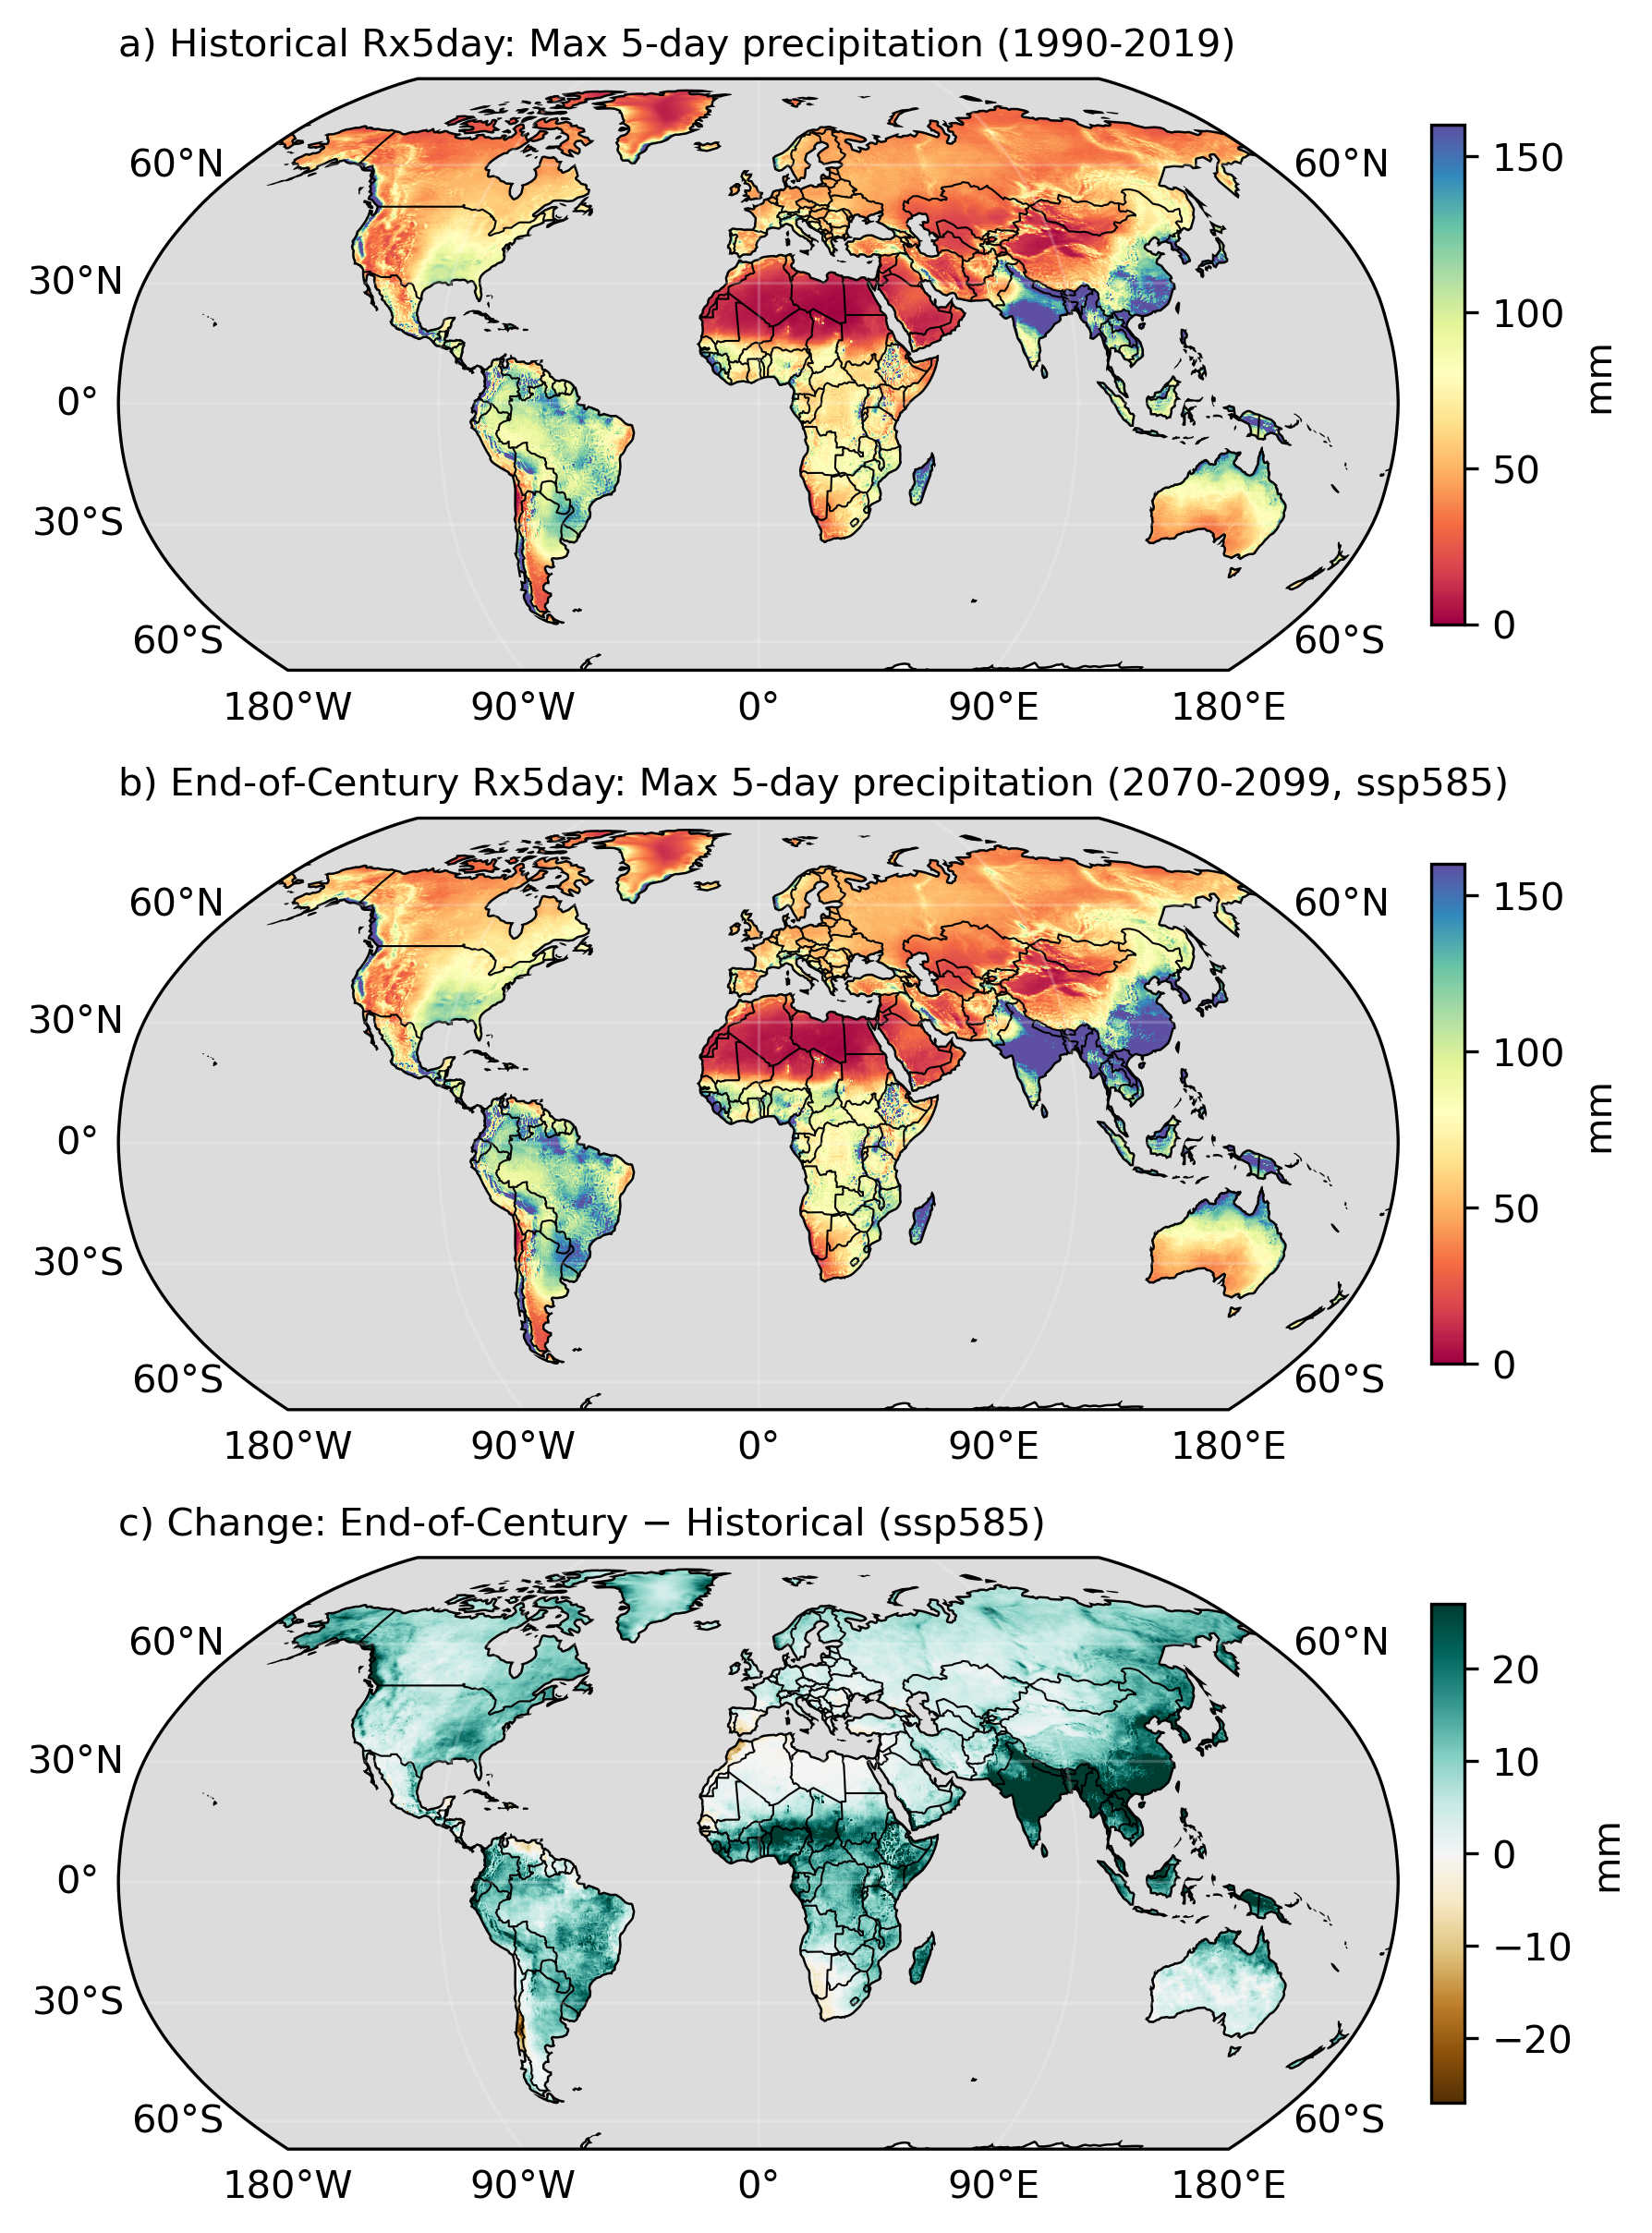 a) Historical Rx5day: Max 5-day precipitation (1990-2019)
60°N 60°N
30°N
0°
30°S
60°S 60°S
180°W 90°W 0° 90°E 180°E
150
100
50
0
mm
b) End-of-Century Rx5day: Max 5-day precipitation (2070-2099, ssp585)
60°N 60°N
30°N
0°
30°S
60°S 60°S
180°W 90°W 0° 90°E 180°E
150
100
50
0
mm
c) Change: End-of-Century − Historical (ssp585)
60°N 60°N
30°N
0°
30°S
60°S 60°S
180°W 90°W 0° 90°E 180°E
20
10
0
−10
−20
mm